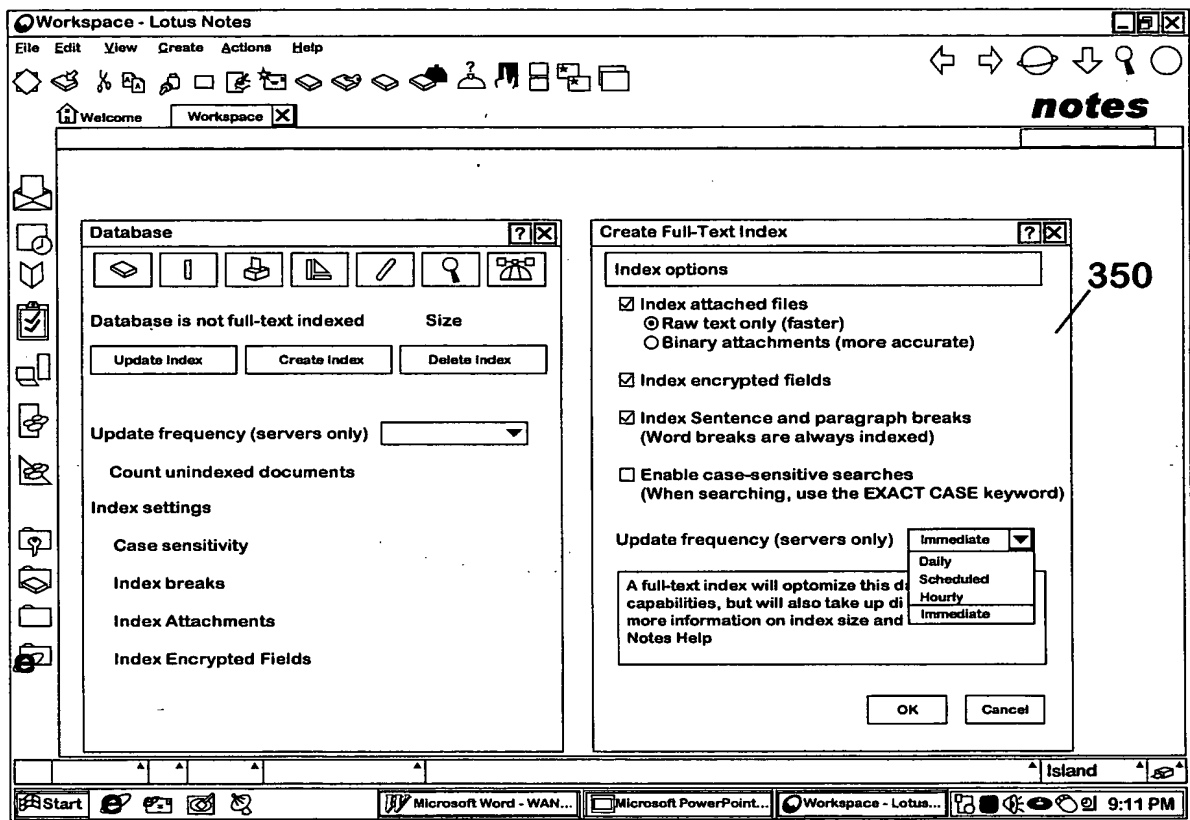 Workspace - Lotus Notes
File Edit View Create Actions Help
notes
Welcome Workspace
Database
Database is not full-text indexed Size
Update Index Create Index Delete Index
Update frequency (servers only)
Count unindexed documents
Index settings
Case sensitivity
Index breaks
Index Attachments
Index Encrypted Fields
Create Full-Text Index
Index options
Index attached files
Raw text only (faster)
Binary attachments (more accurate)
Index encrypted fields
Index Sentence and paragraph breaks
(Word breaks are always indexed)
Enable case-sensitive searches
(When searching, use the EXACT CASE keyword)
Update frequency (servers only) Immediate
Daily
Scheduled
Hourly
Immediate
A full-text index will optomize this da
capabilities, but will also take up di
more information on index size and
Notes Help
OK Cancel
350
Island
Start Microsoft Word - WAN... Microsoft PowerPoint... Workspace - Lotus... 9:11 PM